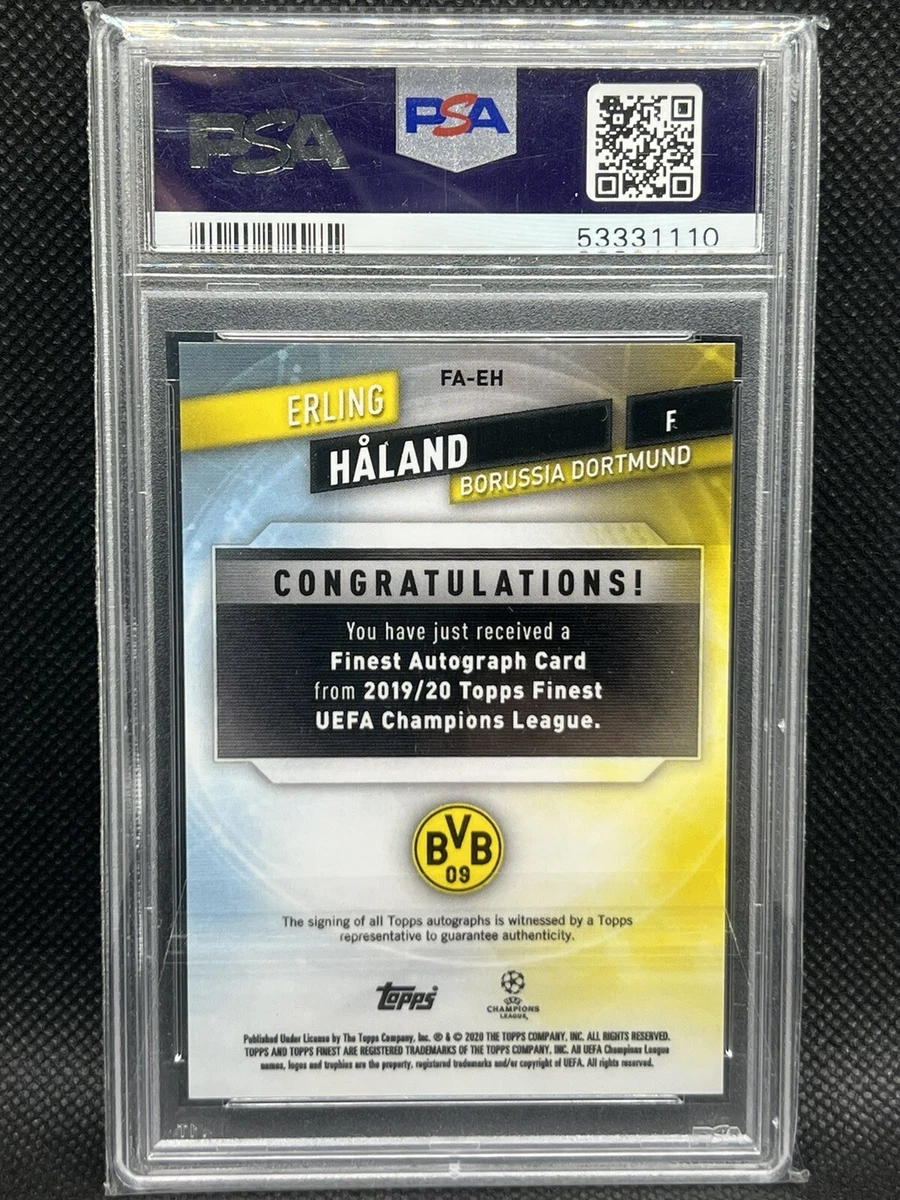 PSA
PSA
53331110
FA-EH
ERLING
HÅLAND
F
BORUSSIA DORTMUND
CONGRATULATIONS!
You have just received a
Finest Autograph Card
from 2019/20 Topps Finest
UEFA Champions League.
BVB
09
The signing of all Topps autographs is witnessed by a Topps
representative to guarantee authenticity.
topps
UEFA
CHAMPIONS
LEAGUE
Published Under License by The Topps Company, Inc. ® & © 2020 THE TOPPS COMPANY, INC. ALL RIGHTS RESERVED.
TOPPS AND TOPPS FINEST ARE REGISTERED TRADEMARKS OF THE TOPPS COMPANY, INC. All UEFA Champions League
names, logos and trophies are the property, registered trademarks and/or copyright of UEFA. All rights reserved.
PSA